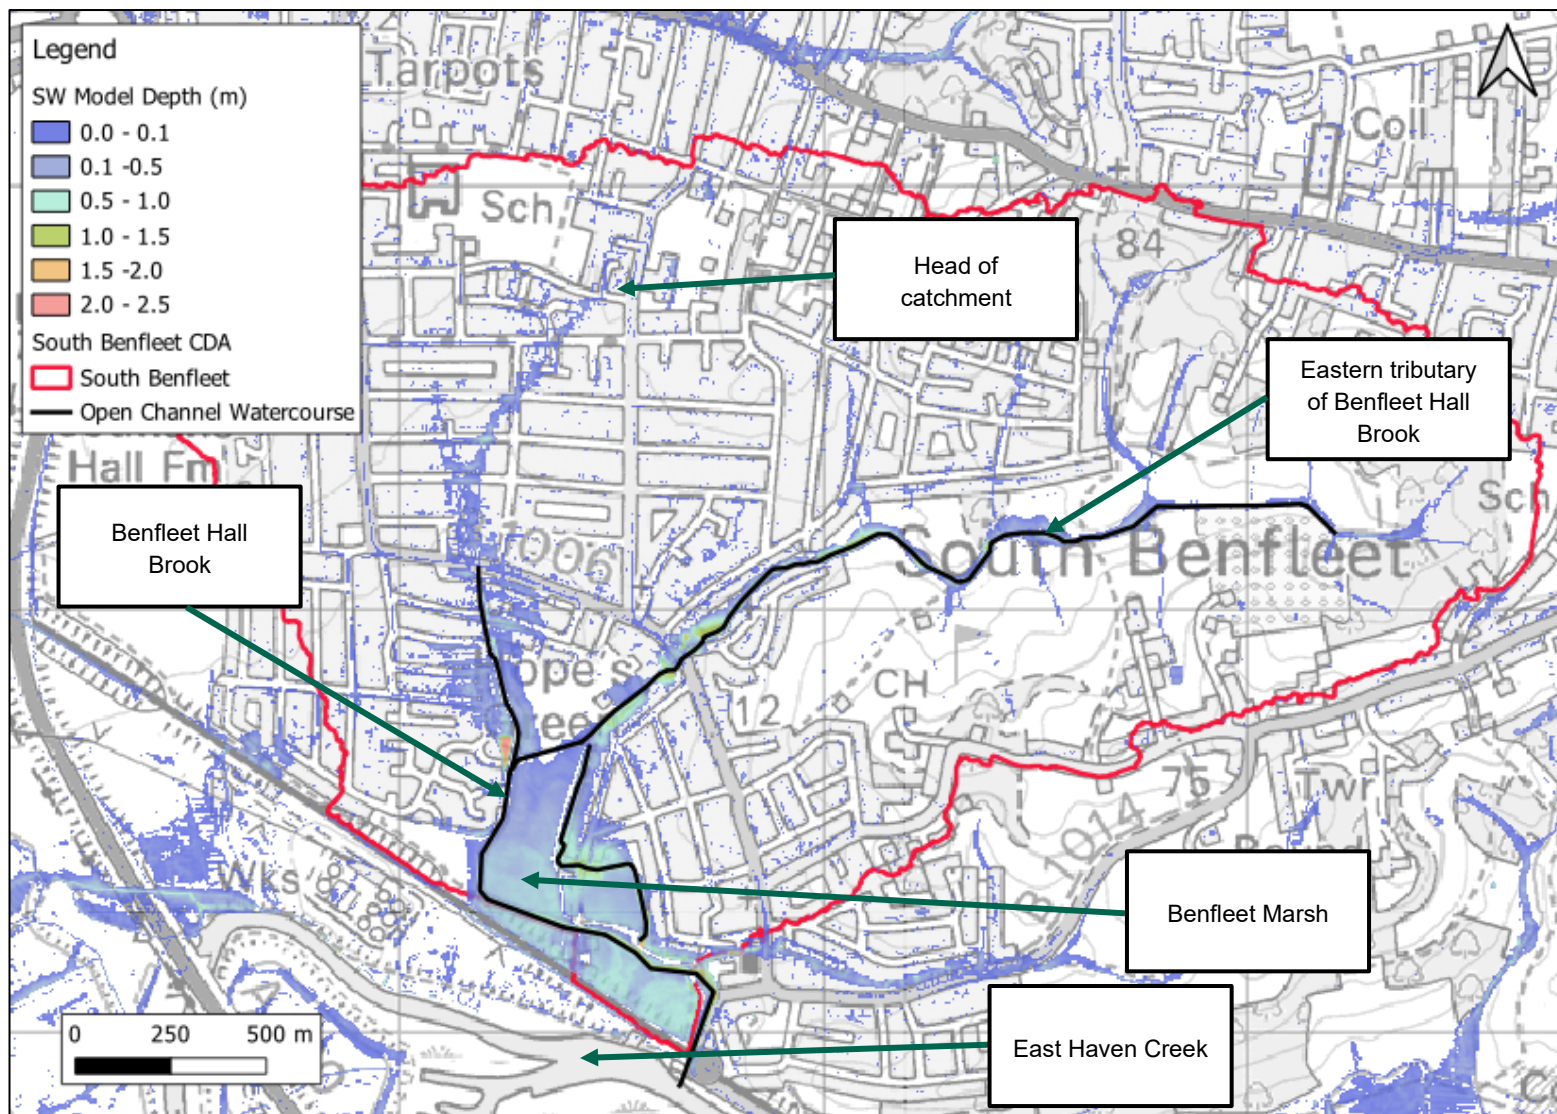 Legend
SW Model Depth (m)
0.0 - 0.1
0.1 -0.5
0.5 - 1.0
1.0 - 1.5
1.5 -2.0
2.0 - 2.5
South Benfleet CDA
South Benfleet
Open Channel Watercourse
Tarpots
Coll
Sch
84
Head of
catchment
Eastern tributary
of Benfleet Hall
Brook
Hall Fm
Sch
Benfleet Hall
Brook
1006
South Benfleet
CH
12
75
Twr
1014
Wks
Benfleet Marsh
East Haven Creek
0 250 500 m